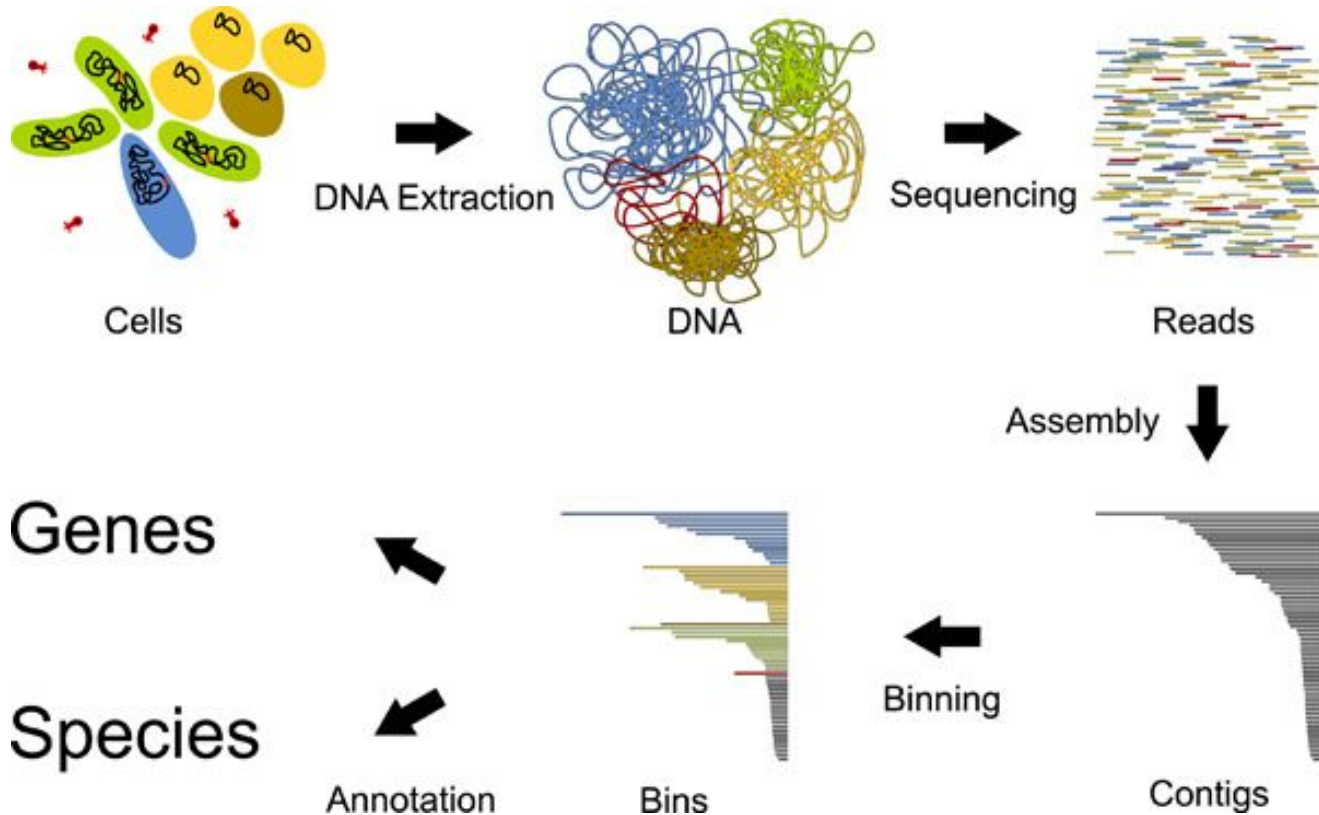 Cells
DNA Extraction
DNA
Sequencing
Reads
Assembly
Contigs
Binning
Bins
Annotation
Genes
Species